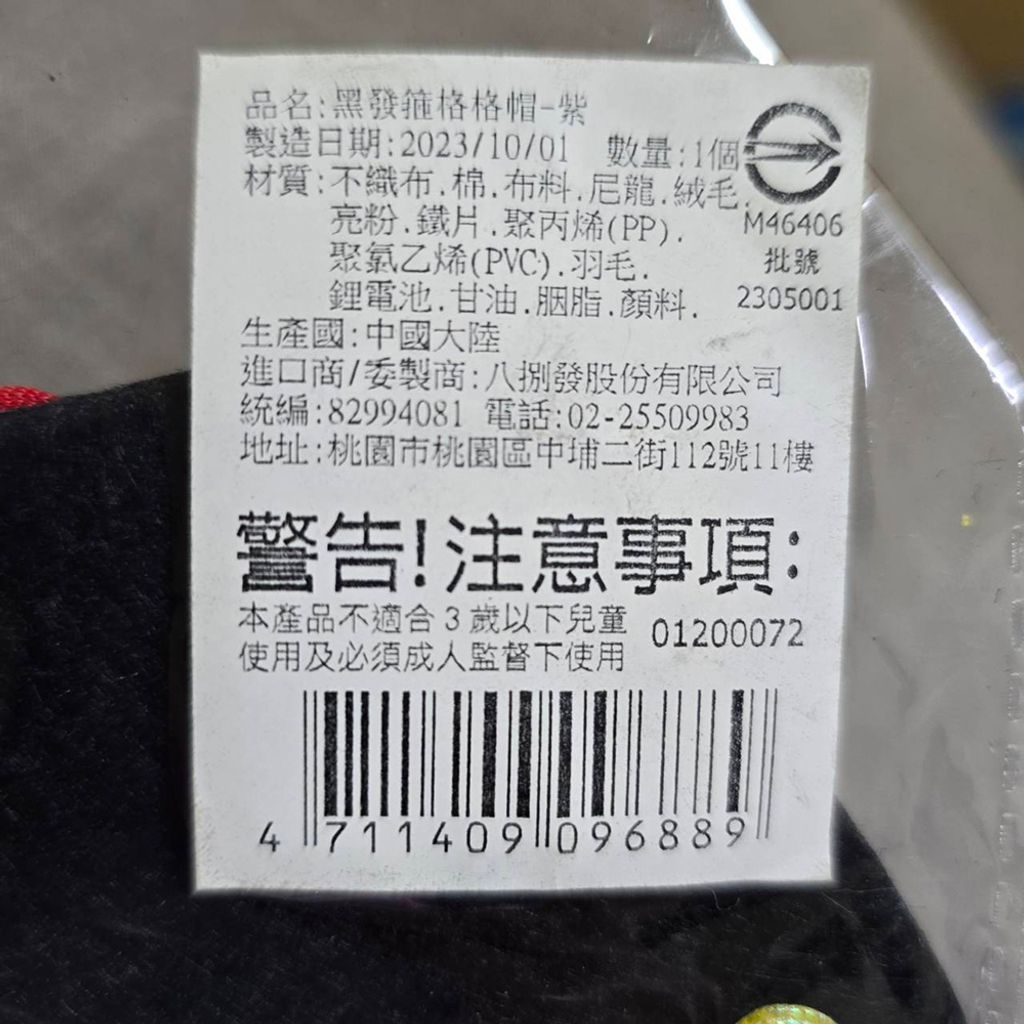 品名:黑發箍格格帽-紫
製造日期:2023/10/01 數量:1個
材質:不織布.棉.布料.尼龍.絨毛.
亮粉.鐵片.聚丙烯(PP).
聚氯乙烯(PVC).羽毛.
鋰電池.甘油.胭脂.顏料.
M46406
批號
2305001
生產國:中國大陸
進口商/委製商:八捌發股份有限公司
統編:82994081 電話:02-25509983
地址:桃園市桃園區中埔二街112號11樓
警告!注意事項:
本產品不適合3歲以下兒童
使用及必須成人監督下使用
01200072
4 711409 096889